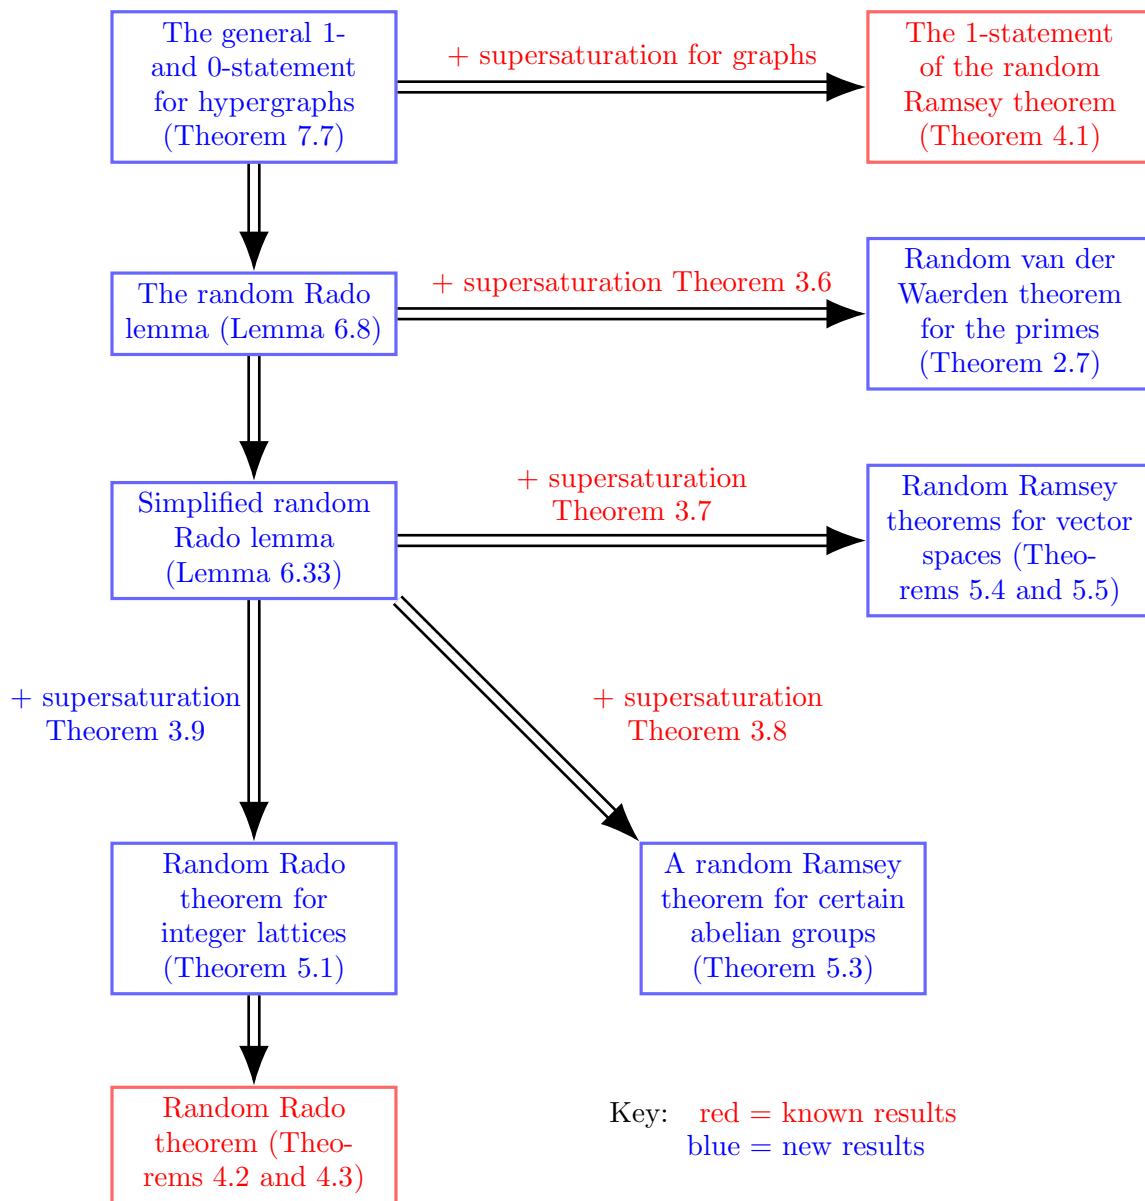 The general 1-
and 0-statement
for hypergraphs
(Theorem 7.7)
+ supersaturation for graphs
The 1-statement
of the random
Ramsey theorem
(Theorem 4.1)
The random Rado
lemma (Lemma 6.8)
+ supersaturation Theorem 3.6
Random van der
Waerden theorem
for the primes
(Theorem 2.7)
Simplified random
Rado lemma
(Lemma 6.33)
+ supersaturation
Theorem 3.7
Random Ramsey
theorems for vector
spaces (Theo-
rems 5.4 and 5.5)
+ supersaturation
Theorem 3.9
+ supersaturation
Theorem 3.8
Random Rado
theorem for
integer lattices
(Theorem 5.1)
A random Ramsey
theorem for certain
abelian groups
(Theorem 5.3)
Random Rado
theorem (Theo-
rems 4.2 and 4.3)
Key: red = known results
blue = new results